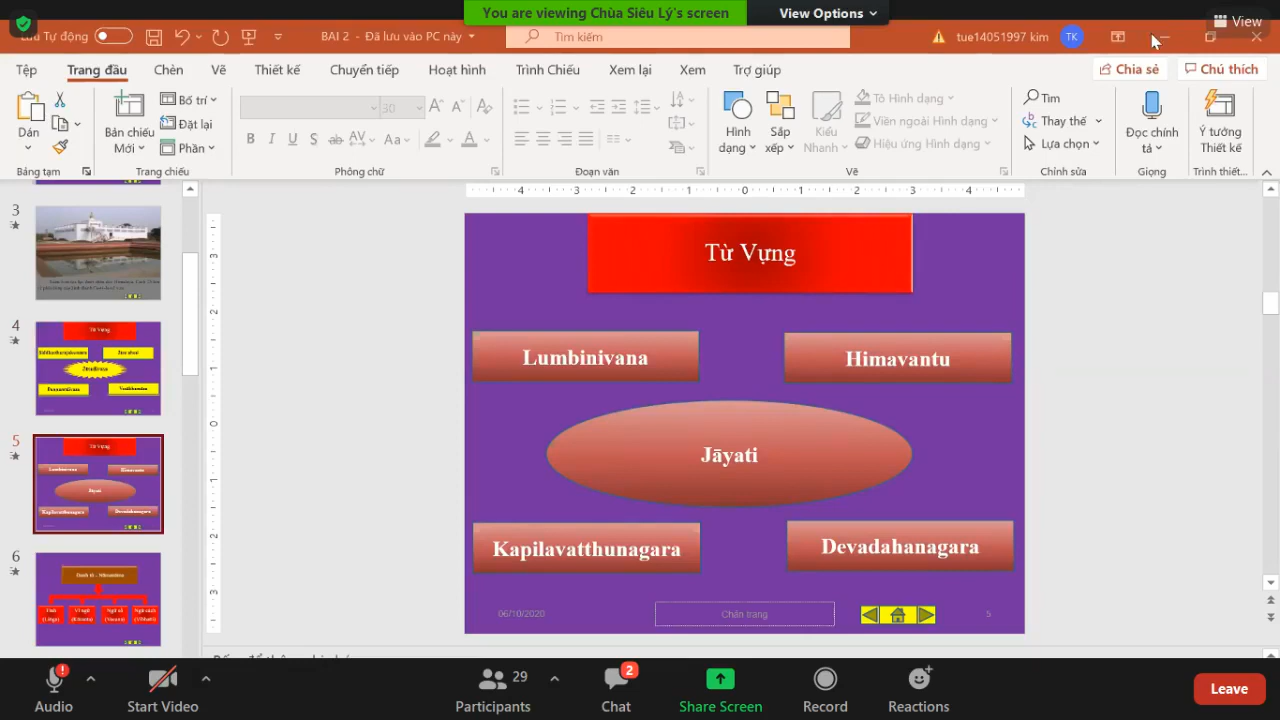 You are viewing Chùa Siêu Lý's screen
View Options
View
Lưu Tự động
BAI 2 - Đã lưu vào PC này
Tìm kiếm
tue14051997 kim
TK
Tệp
Trang đầu
Chèn
Vẽ
Thiết kế
Chuyển tiếp
Hoạt hình
Trình Chiếu
Xem lại
Xem
Trợ giúp
Chia sẻ
Chú thích
Dán
Bản chiếu
Mới
Bố trí
Đặt lại
Phần
30
Hình
dạng
Sắp
xếp
Kiểu
Nhanh
Tô Hình dạng
Viền ngoài Hình dạng
Hiệu ứng Hình dạng
Tìm
Thay thế
Lựa chọn
Đọc chính
tả
Ý tưởng
Thiết kế
Bảng tạm
Trang chiếu
Phông chữ
Đoạn văn
Vẽ
Chỉnh sửa
Giọng
Trình thiết...
3
4
Từ Vựng
5
Từ Vựng
Lumbinivana
Himavantu
Jāyati
Kapilavatthunagara
Devadahanagara
6
Từ Vựng
Lumbinivana
Himavantu
Jāyati
Kapilavatthunagara
Devadahanagara
06/10/2020
Chân trang
5
Audio
Start Video
29
Participants
2
Chat
Share Screen
Record
Reactions
Leave